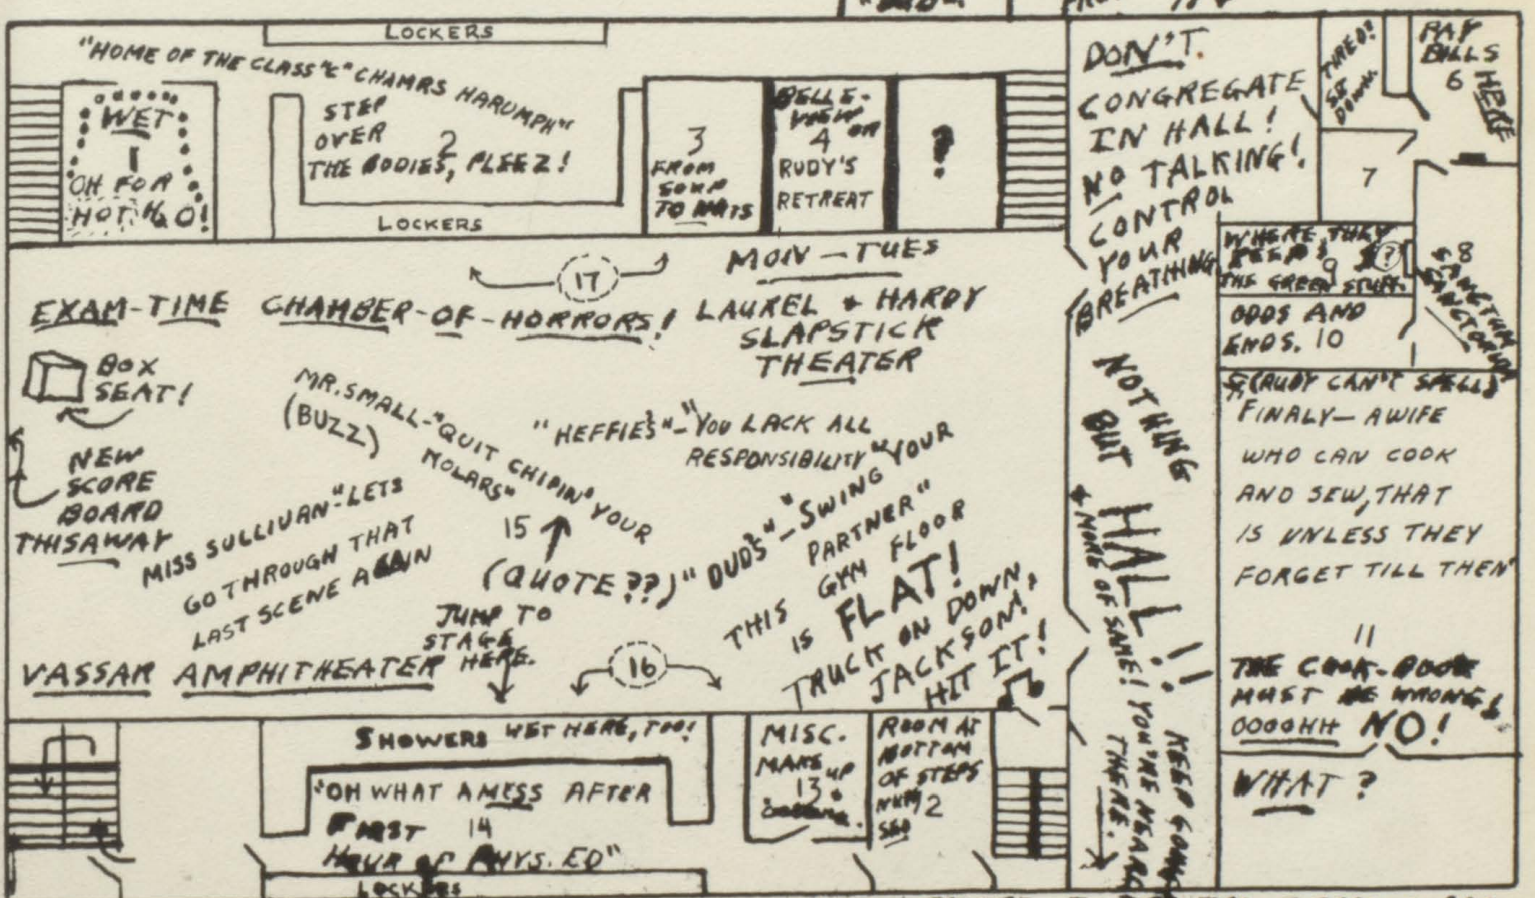 LOCKERS
"HOME OF THE CLASS "C" CHAMRS HARUMPH"
WET
1
OH FOR
HOT H2O!
STEP
OVER 2
THE BODIES, PLEEZ!
LOCKERS
3
FROM
SOUP
TO NUTS
BELLE-
VIEW OR
4
RUDY'S
RETREAT
?
DON'T
CONGREGATE
IN HALL!
NO TALKING!
CONTROL
YOUR
BREATHING
TIRED?
SIT
DOWN.
PAY
BILLS
6 HERE
7
8
SANCTUM
SANCTORUM
WHERE THEY
KEEP $ ?
9
THE GREEN STUFF.
ODDS AND
ENDS. 10
(RUDY CAN'T SPELL)
FINALY— A WIFE
WHO CAN COOK
AND SEW, THAT
IS UNLESS THEY
FORGET TILL THEN"
11
THE COOK-BOOK
MUST BE WRONG!
OOOOHH NO!
WHAT?
17
MON — TUES
LAUREL & HARDY
SLAPSTICK
THEATER
EXAM-TIME CHAMBER-OF-HORRORS!
BOX
SEAT!
NEW
SCORE
BOARD
THISAWAY
MR. SMALL-"QUIT CHIPIN' YOUR
(BUZZ)
MOLARS"
"HEFFIE'S"-"YOU LACK ALL
RESPONSIBILITY"
MISS SULLIVAN-"LETS
GO THROUGH THAT
LAST SCENE AGAIN
15
(QUOTE??)
"DUD'S"-"SWING YOUR
PARTNER"
THIS GYM FLOOR
IS FLAT!
TRUCK ON DOWN,
JACKSON!
HIT IT!
JUMP TO
STAGE
HERE.
VASSAR AMPHITHEATER
16
NOTHING
BUT
HALL!!
& MORE OF SAME! YOU'RE NEARLY
THERE.
KEEP GOING
SHOWERS WET HERE, TOO!
"OH WHAT A MESS AFTER
FIRST 14
HOUR OF PHYS. ED"
LOCKERS
MISC.
MAKE UP
13 &
ROOM AT
BOTTOM
OF STEPS
12